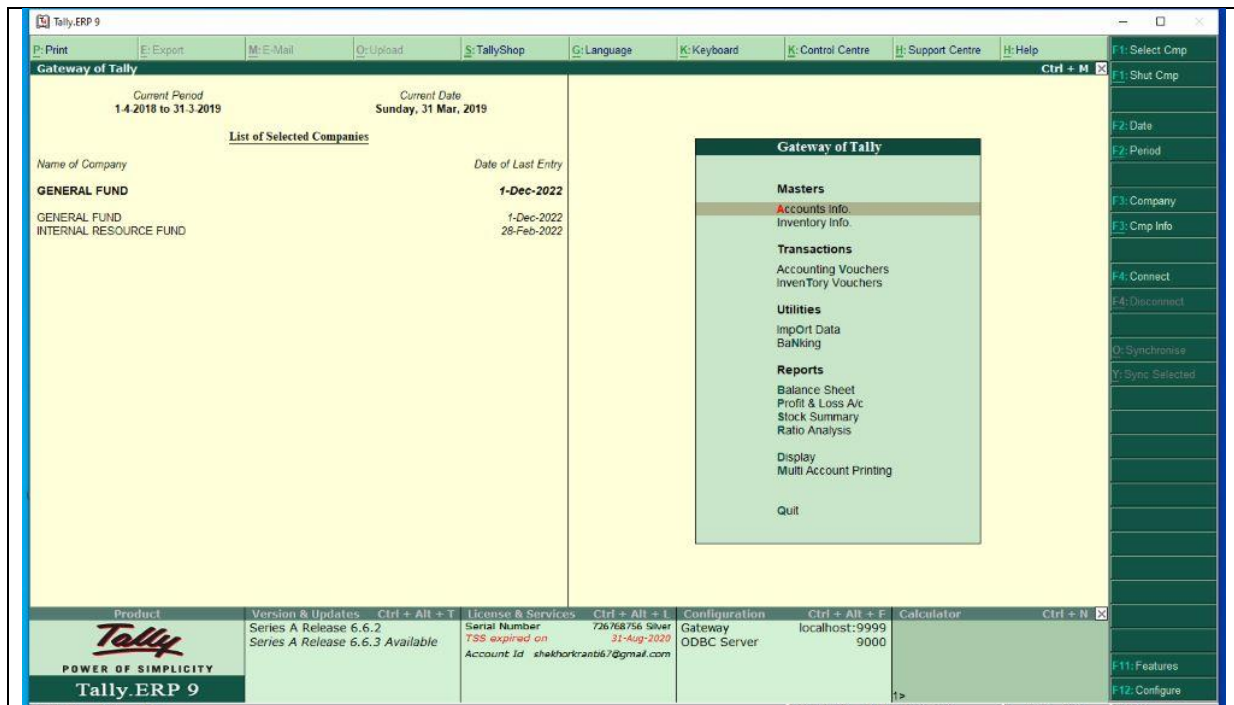 Tally.ERP 9
P: Print E: Export M: E-Mail O: Upload S: TallyShop G: Language K: Keyboard K: Control Centre H: Support Centre H: Help F1: Select Cmp
Gateway of Tally Ctrl + M
F1: Shut Cmp
Current Period Current Date
1-4-2018 to 31-3-2019 Sunday, 31 Mar, 2019
List of Selected Companies
Name of Company Date of Last Entry
GENERAL FUND 1-Dec-2022
GENERAL FUND 1-Dec-2022
INTERNAL RESOURCE FUND 28-Feb-2022
Gateway of Tally
Masters
Accounts Info.
Inventory Info.
Transactions
Accounting Vouchers
InvenTory Vouchers
Utilities
ImpOrt Data
BaNking
Reports
Balance Sheet
Profit & Loss A/c
Stock Summary
Ratio Analysis
Display
Multi Account Printing
Quit
F2: Date
F2: Period
F3: Company
F3: Cmp Info
F4: Connect
F4: Disconnect
O: Synchronise
Y: Sync Selected
F11: Features
F12: Configure
Product
Tally
POWER OF SIMPLICITY
Tally.ERP 9
Version & Updates Ctrl + Alt + T
Series A Release 6.6.2
Series A Release 6.6.3 Available
License & Services Ctrl + Alt + L
Serial Number 726768756 Silver
TSS expired on 31-Aug-2020
Account Id shekhorkranti67@gmail.com
Configuration Ctrl + Alt + F
Gateway localhost:9999
ODBC Server 9000
Calculator Ctrl + N
1>